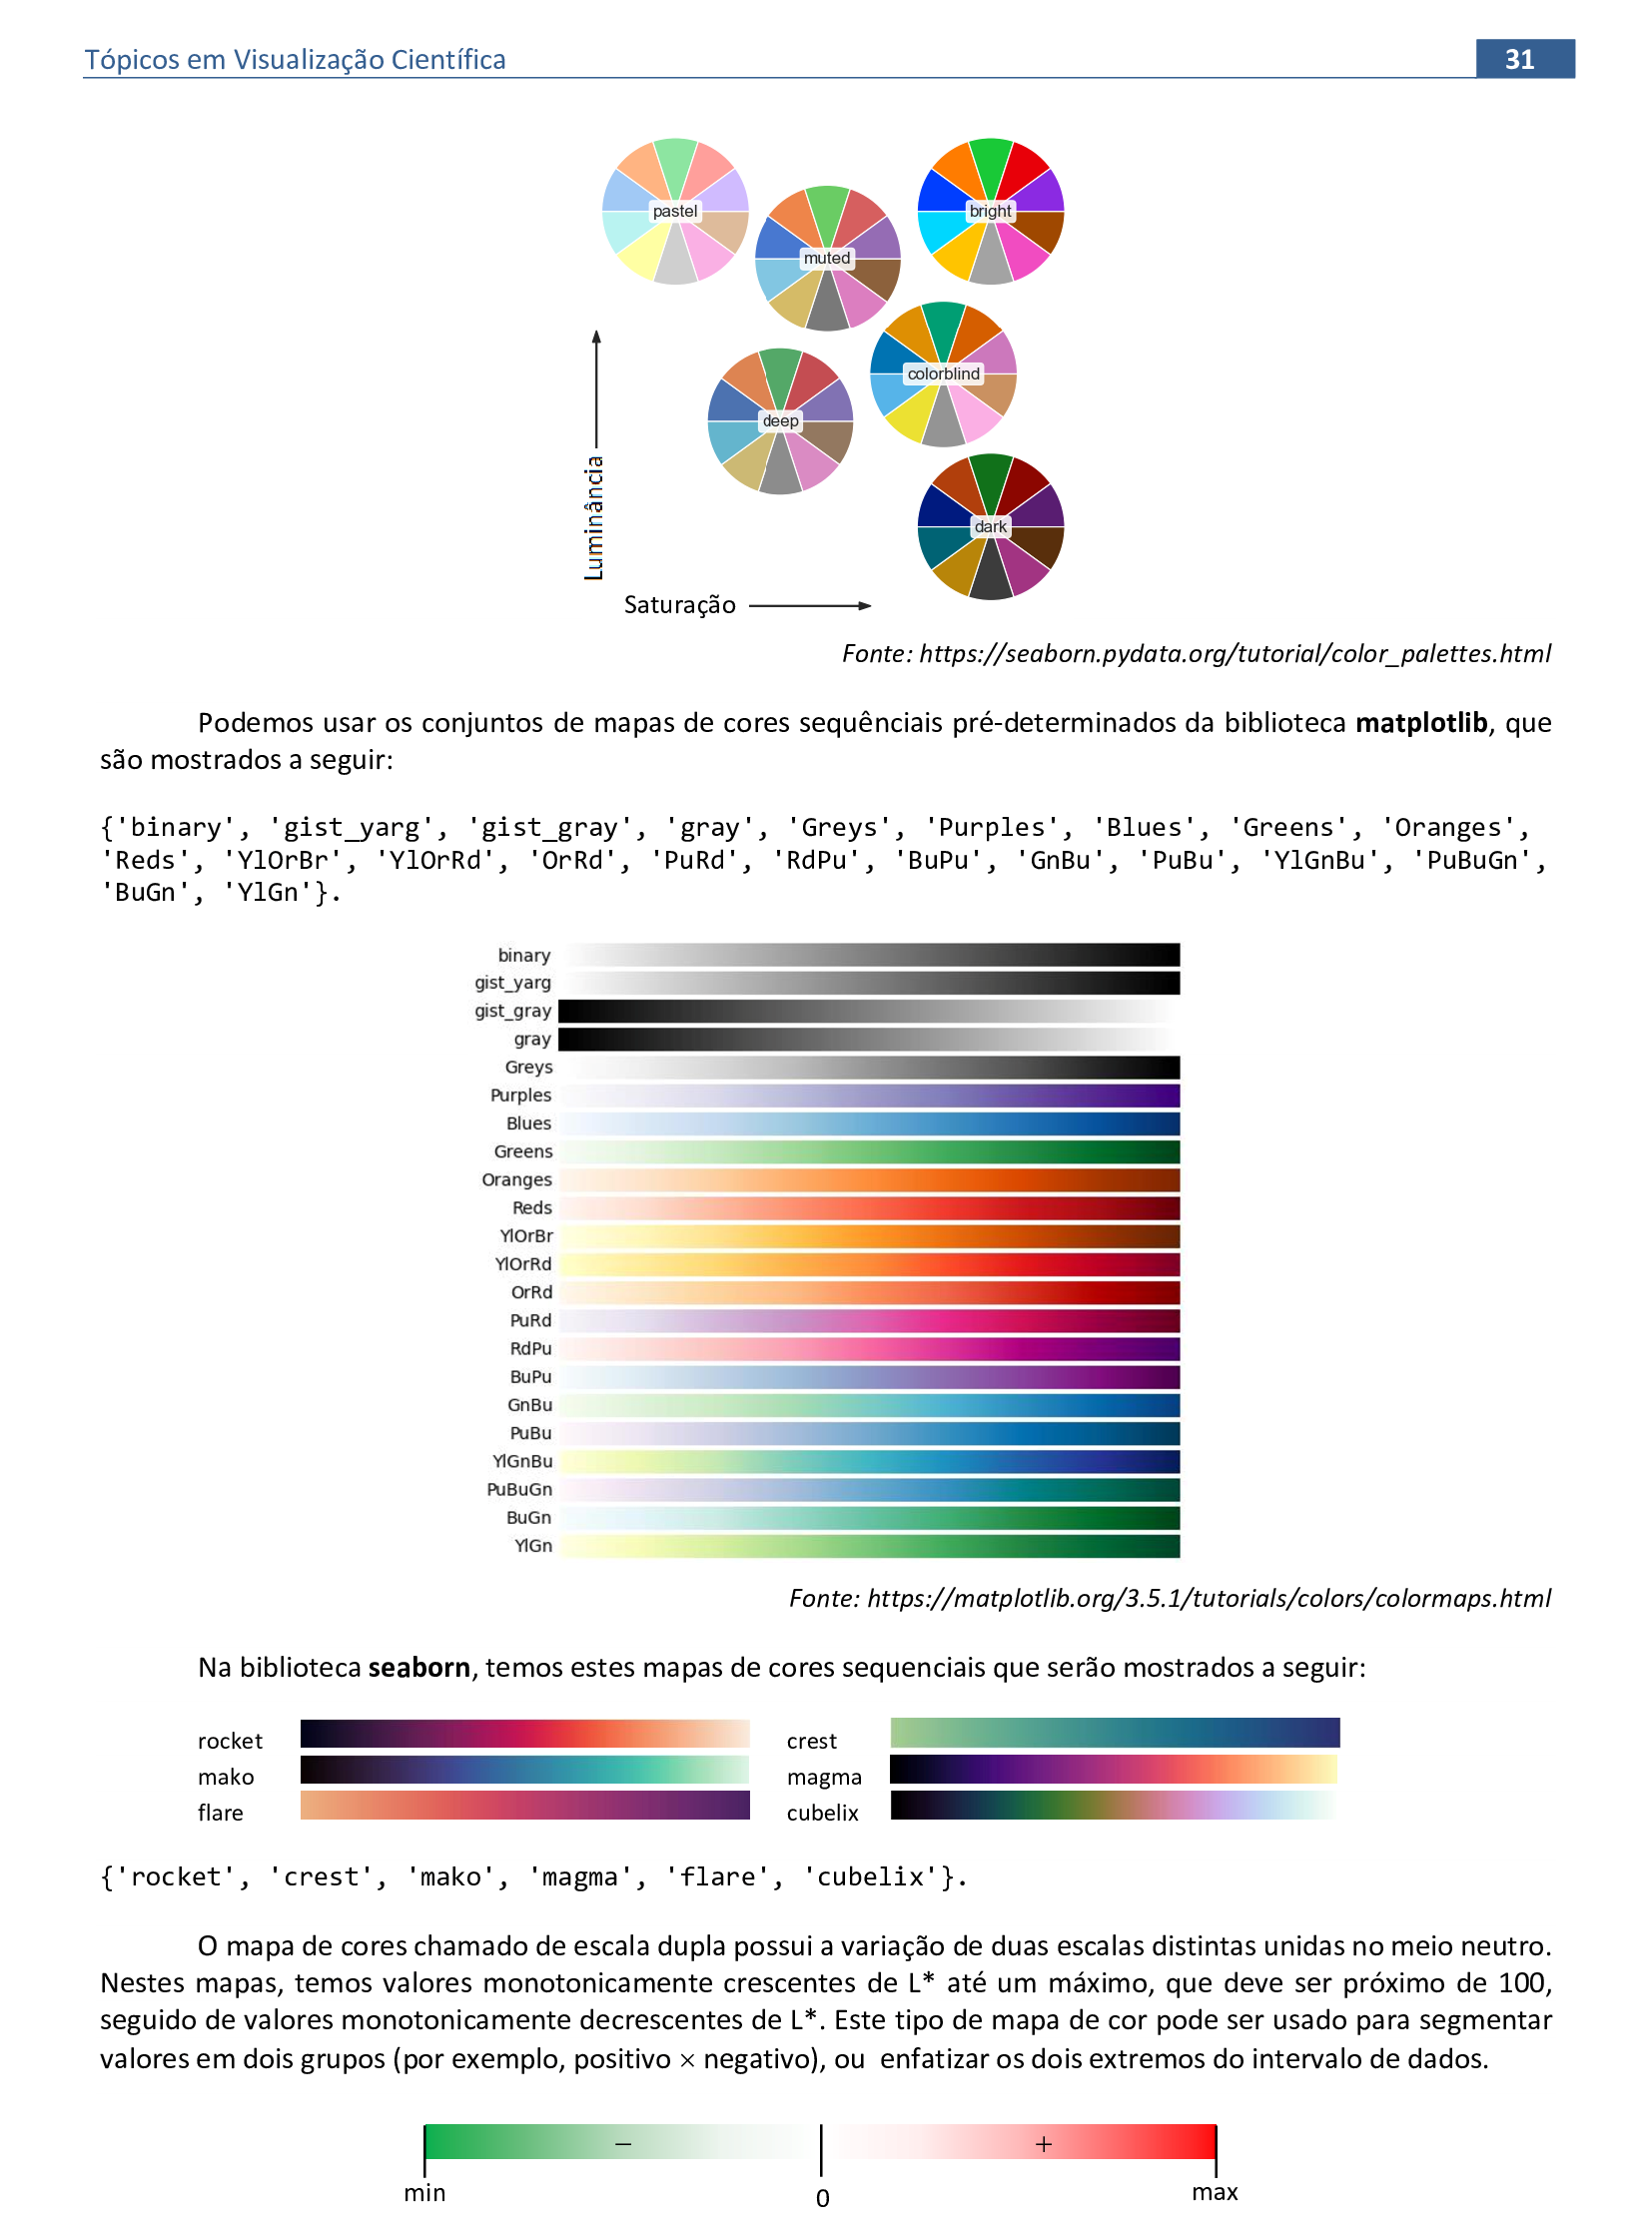 Tópicos em Visualização Científica 31
pastel
bright
muted
colorblind
deep
dark
Luminância
Saturação
Fonte: https://seaborn.pydata.org/tutorial/color_palettes.html
Podemos usar os conjuntos de mapas de cores sequênciais pré-determinados da biblioteca matplotlib, que
são mostrados a seguir:
{'binary', 'gist_yarg', 'gist_gray', 'gray', 'Greys', 'Purples', 'Blues', 'Greens', 'Oranges',
'Reds', 'YlOrBr', 'YlOrRd', 'OrRd', 'PuRd', 'RdPu', 'BuPu', 'GnBu', 'PuBu', 'YlGnBu', 'PuBuGn',
'BuGn', 'YlGn'}.
binary
gist_yarg
gist_gray
gray
Greys
Purples
Blues
Greens
Oranges
Reds
YlOrBr
YlOrRd
OrRd
PuRd
RdPu
BuPu
GnBu
PuBu
YlGnBu
PuBuGn
BuGn
YlGn
Fonte: https://matplotlib.org/3.5.1/tutorials/colors/colormaps.html
Na biblioteca seaborn, temos estes mapas de cores sequenciais que serão mostrados a seguir:
rocket crest
mako magma
flare cubelix
{'rocket', 'crest', 'mako', 'magma', 'flare', 'cubelix'}.
O mapa de cores chamado de escala dupla possui a variação de duas escalas distintas unidas no meio neutro.
Nestes mapas, temos valores monotonicamente crescentes de L* até um máximo, que deve ser próximo de 100,
seguido de valores monotonicamente decrescentes de L*. Este tipo de mapa de cor pode ser usado para segmentar
valores em dois grupos (por exemplo, positivo × negativo), ou enfatizar os dois extremos do intervalo de dados.
− +
min 0 max